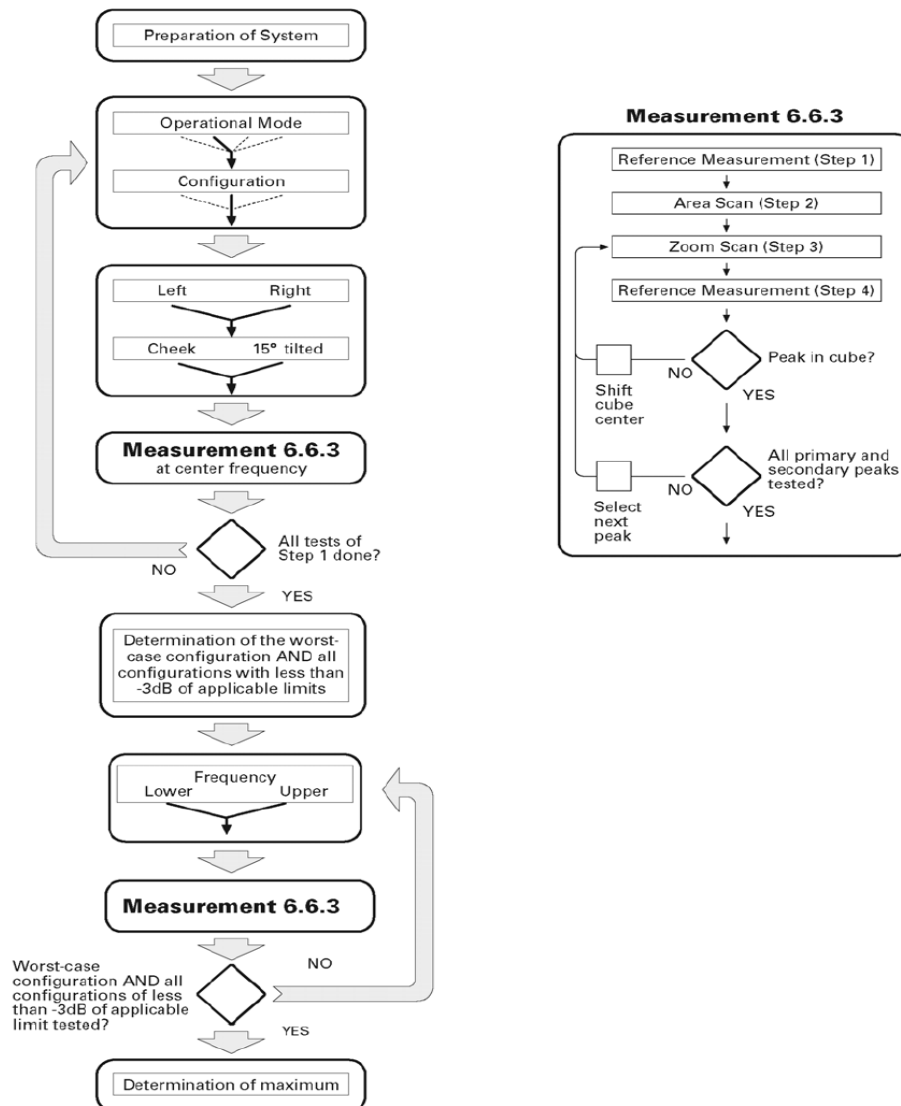 Preparation of System
Operational Mode
Configuration
Left Right
Cheek 15° tilted
Measurement 6.6.3
at center frequency
All tests of
Step 1 done?
NO
YES
Determination of the worst-
case configuration AND all
configurations with less than
-3dB of applicable limits
Frequency
Lower Upper
Measurement 6.6.3
Worst-case
configuration AND all
configurations of less
than -3dB of applicable
limit tested?
NO
YES
Determination of maximum
Measurement 6.6.3
Reference Measurement (Step 1)
Area Scan (Step 2)
Zoom Scan (Step 3)
Reference Measurement (Step 4)
Peak in cube?
NO
YES
Shift
cube
center
All primary and
secondary peaks
tested?
NO
YES
Select
next
peak